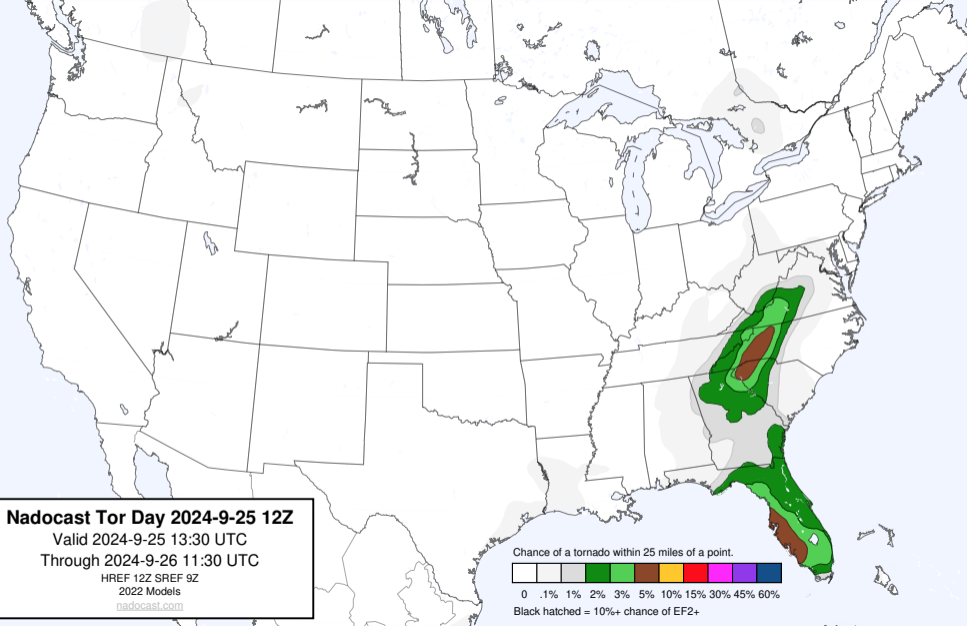 Nadocast Tor Day 2024-9-25 12Z
Valid 2024-9-25 13:30 UTC
Through 2024-9-26 11:30 UTC
HREF 12Z SREF 9Z
2022 Models
nadocast.com
Chance of a tornado within 25 miles of a point.
0 .1% 1% 2% 3% 5% 10% 15% 30% 45% 60%
Black hatched = 10%+ chance of EF2+